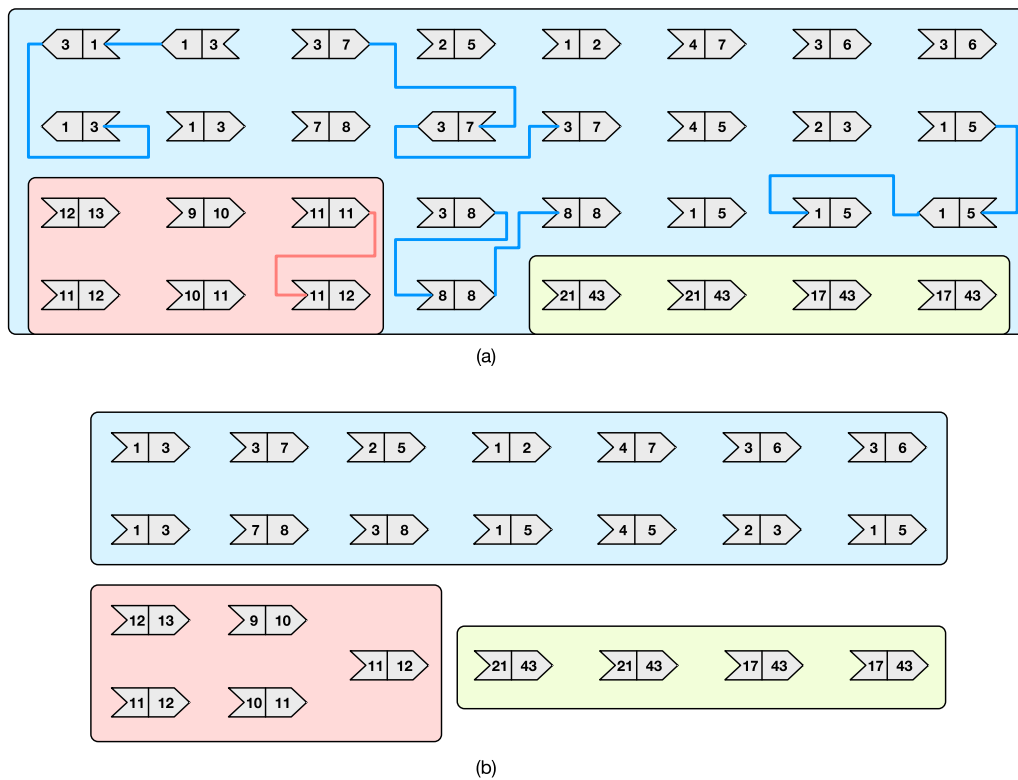 3 1 1 3 3 7 2 5 1 2 4 7 3 6 3 6
1 3 1 3 7 8 3 7 3 7 4 5 2 3 1 5
12 13 9 10 11 11 3 8 8 8 1 5 1 5 1 5
11 12 10 11 11 12 8 8 21 43 21 43 17 43 17 43
(a)
1 3 3 7 2 5 1 2 4 7 3 6 3 6
1 3 7 8 3 8 1 5 4 5 2 3 1 5
12 13 9 10
11 12 21 43 21 43 17 43 17 43
11 12 10 11
(b)